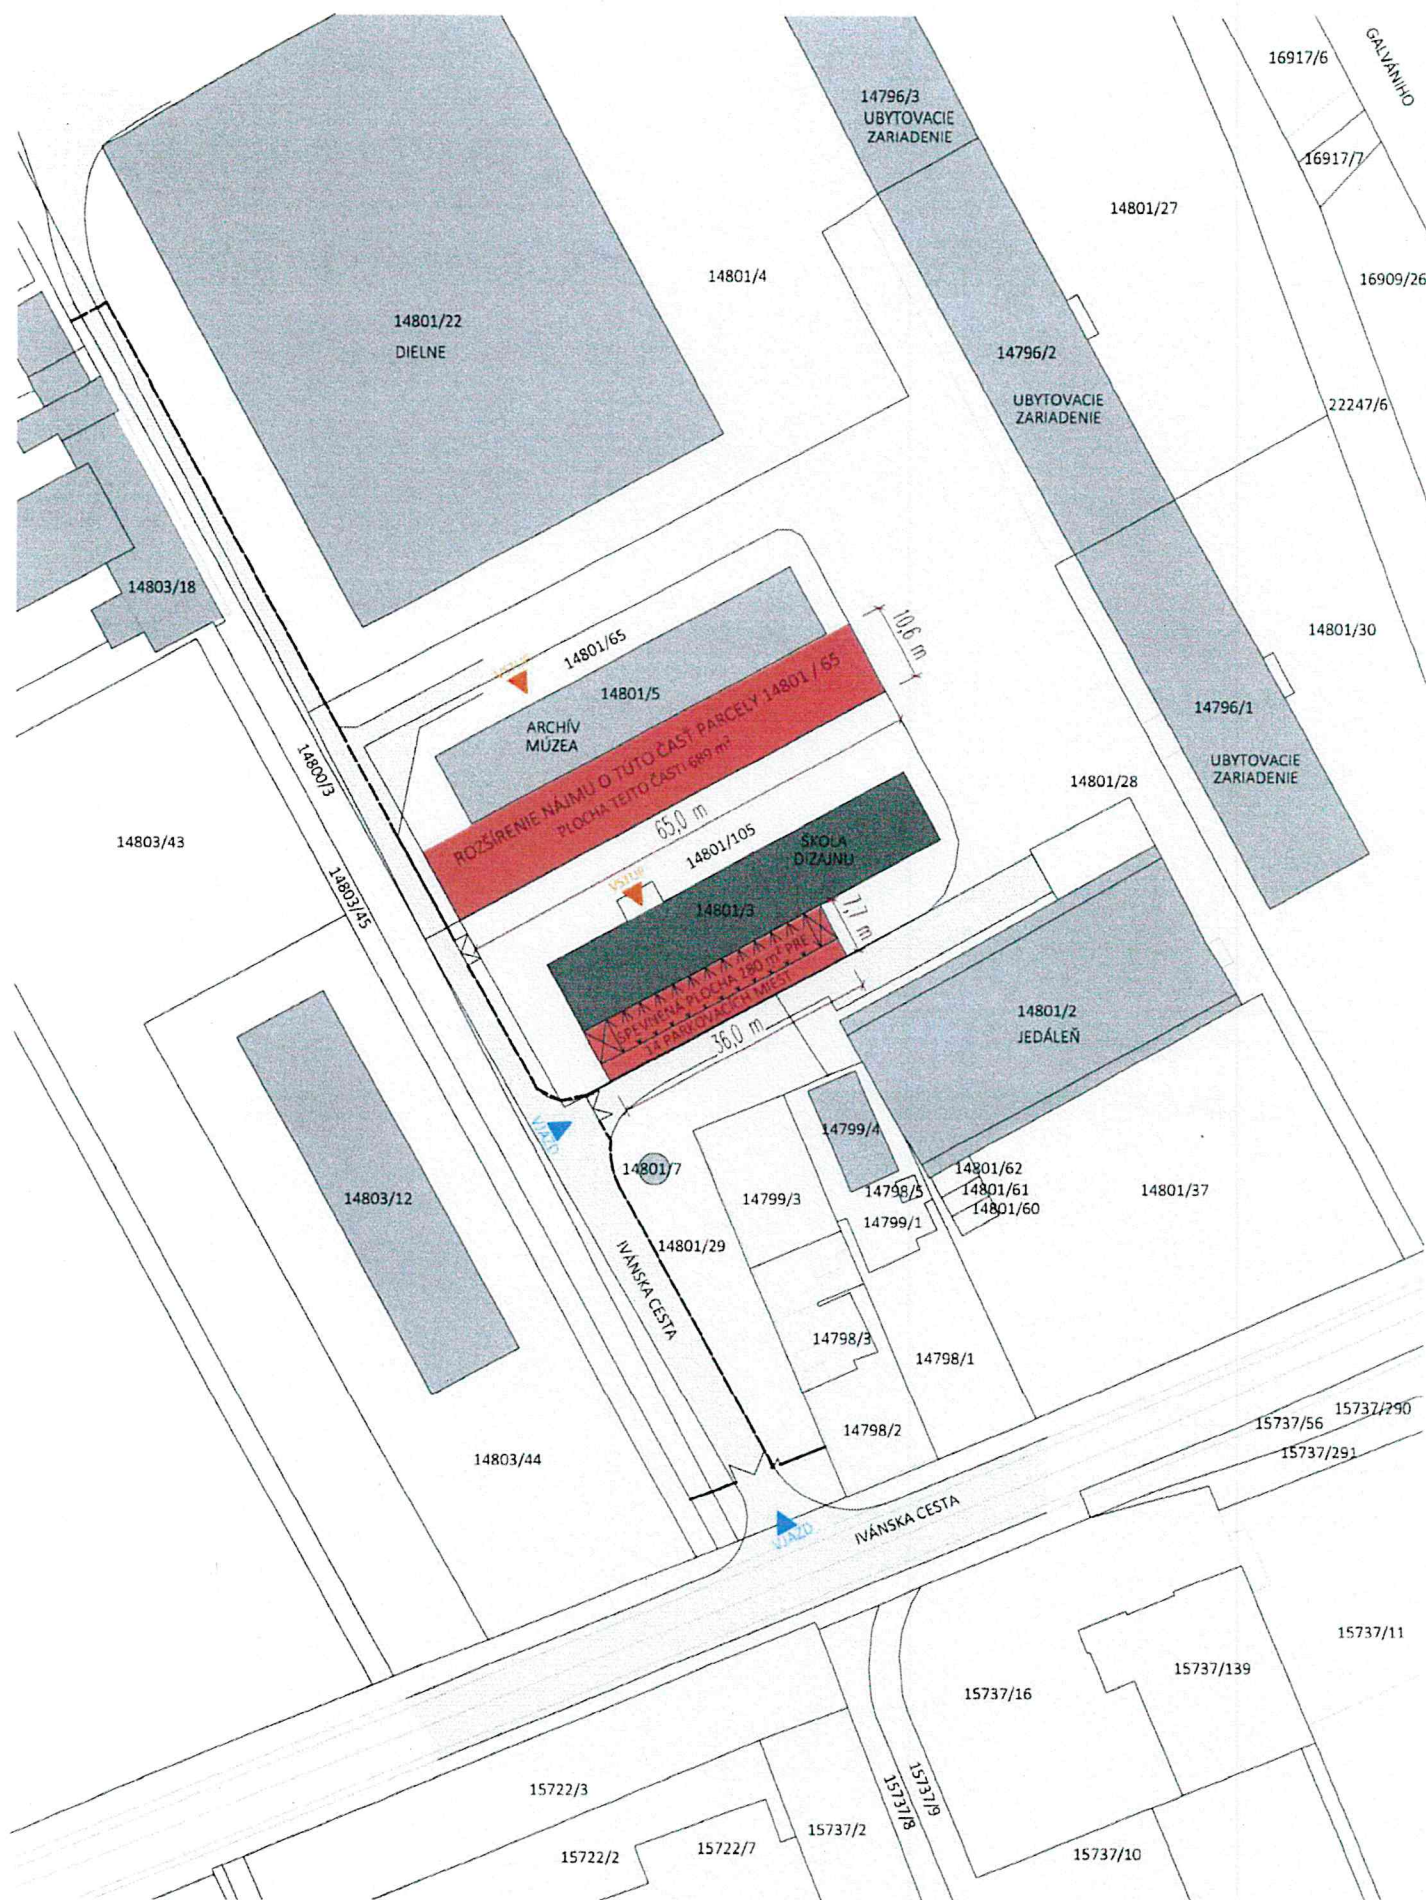 16917/6
GALVÁNIHO
14796/3
UBYTOVACIE
ZARIADENIE
16917/7
14801/27
14801/4
16909/26
14801/22
DIELNE
14796/2
UBYTOVACIE
ZARIADENIE
22247/6
14803/18
10,6 m
14801/65
14801/30
VSTUP
14801/5
ARCHÍV
MÚZEA
ROZŠÍRENIE NÁJMU O TÚTO ČASŤ PARCELY 14801 / 65
PLOCHA TEJTO ČASTI 689 m²
14796/1
UBYTOVACIE
ZARIADENIE
14800/3
14801/28
65,0 m
14801/105
ŠKOLA
DIZAJNU
14803/43
VSTUP
14803/45
14801/3
7,7 m
SPEVNENÁ PLOCHA 280 m² PRE
14 PARKOVACÍCH MIEST
14801/2
JEDÁLEŇ
36,0 m
VJAZD
14799/4
14801/7
14801/62
14803/12
14799/3
14798/5
14801/61
14801/37
14801/60
14799/1
14801/29
IVÁNSKA CESTA
14798/3
14798/1
15737/290
15737/56
14798/2
15737/291
14803/44
IVÁNSKA CESTA
VJAZD
15737/11
15737/139
15737/16
15722/3
15737/9
15737/8
15737/2
15722/7
15722/2
15737/10